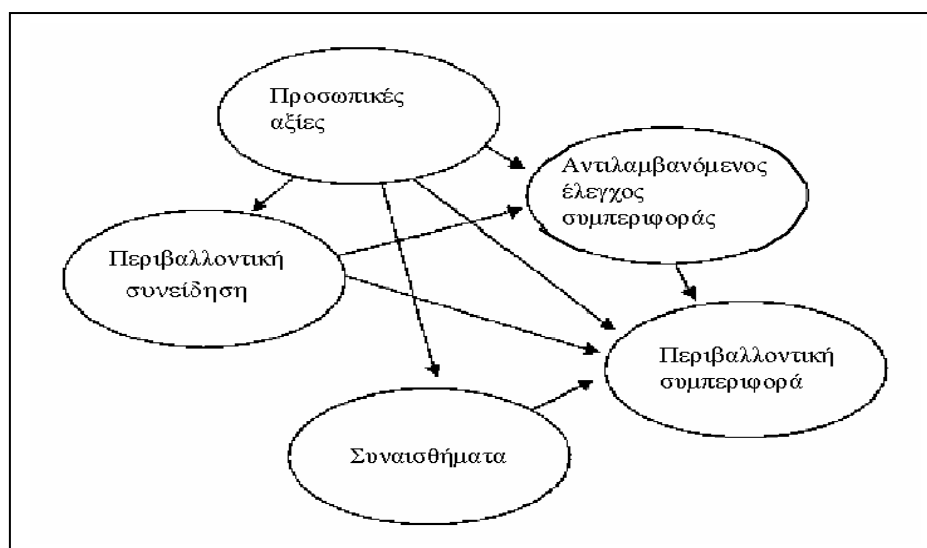 Προσωπικές
αξίες
Αντιλαμβανόμενος
έλεγχος
συμπεριφοράς
Περιβαλλοντική
συνείδηση
Περιβαλλοντική
συμπεριφορά
Συναισθήματα